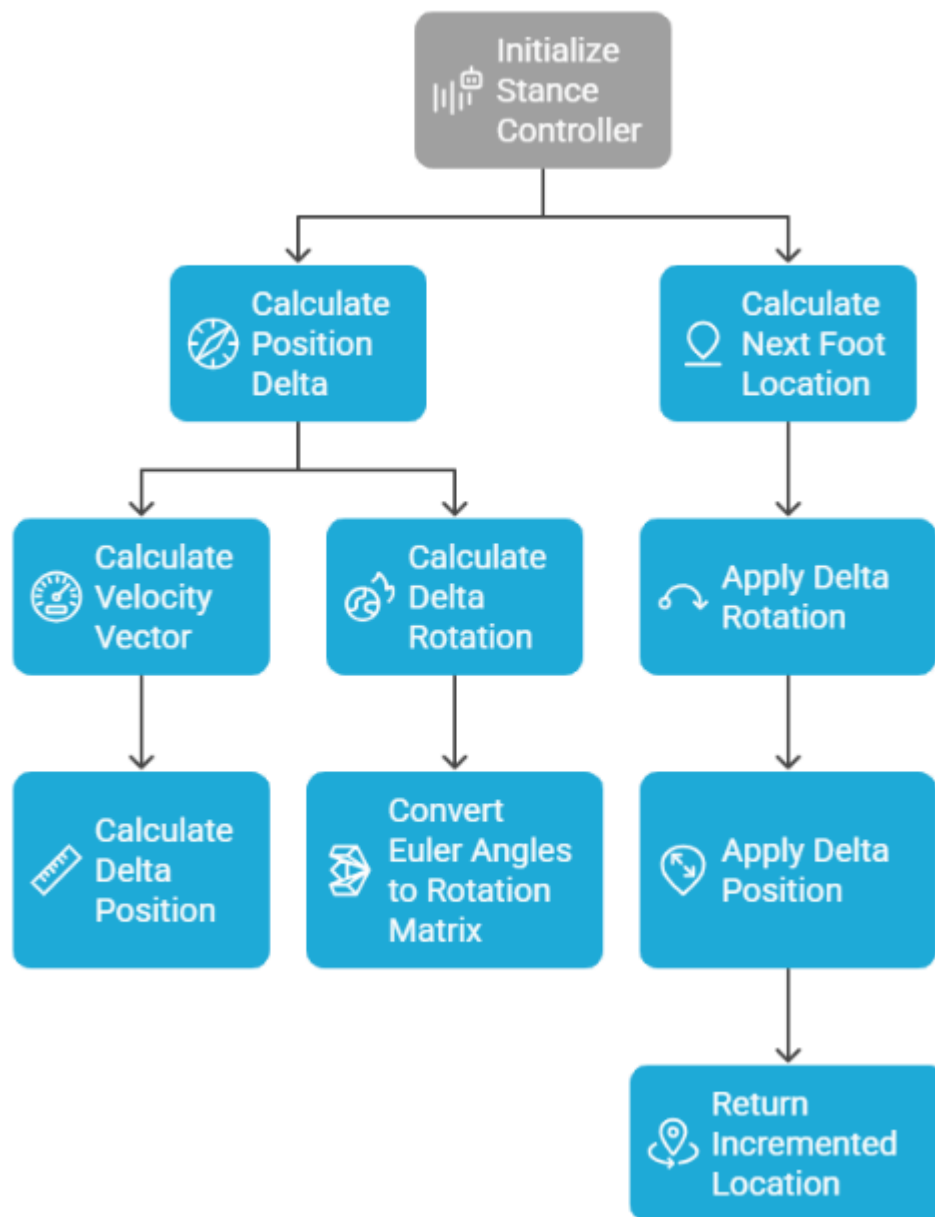 Initialize
Stance
Controller
Calculate
Position
Delta
Calculate
Next Foot
Location
Calculate
Velocity
Vector
Calculate
Delta
Rotation
Apply Delta
Rotation
Calculate
Delta
Position
Convert
Euler Angles
to Rotation
Matrix
Apply Delta
Position
Return
Incremented
Location